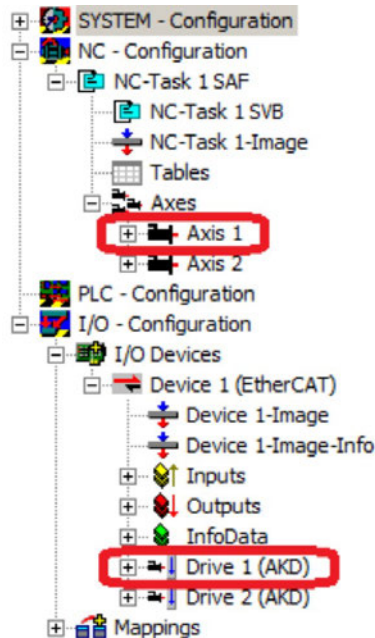 SYSTEM - Configuration
NC - Configuration
NC-Task 1 SAF
NC-Task 1 SVB
NC-Task 1-Image
Tables
Axes
Axis 1
Axis 2
PLC - Configuration
I/O - Configuration
I/O Devices
Device 1 (EtherCAT)
Device 1-Image
Device 1-Image-Info
Inputs
Outputs
InfoData
Drive 1 (AKD)
Drive 2 (AKD)
Mappings